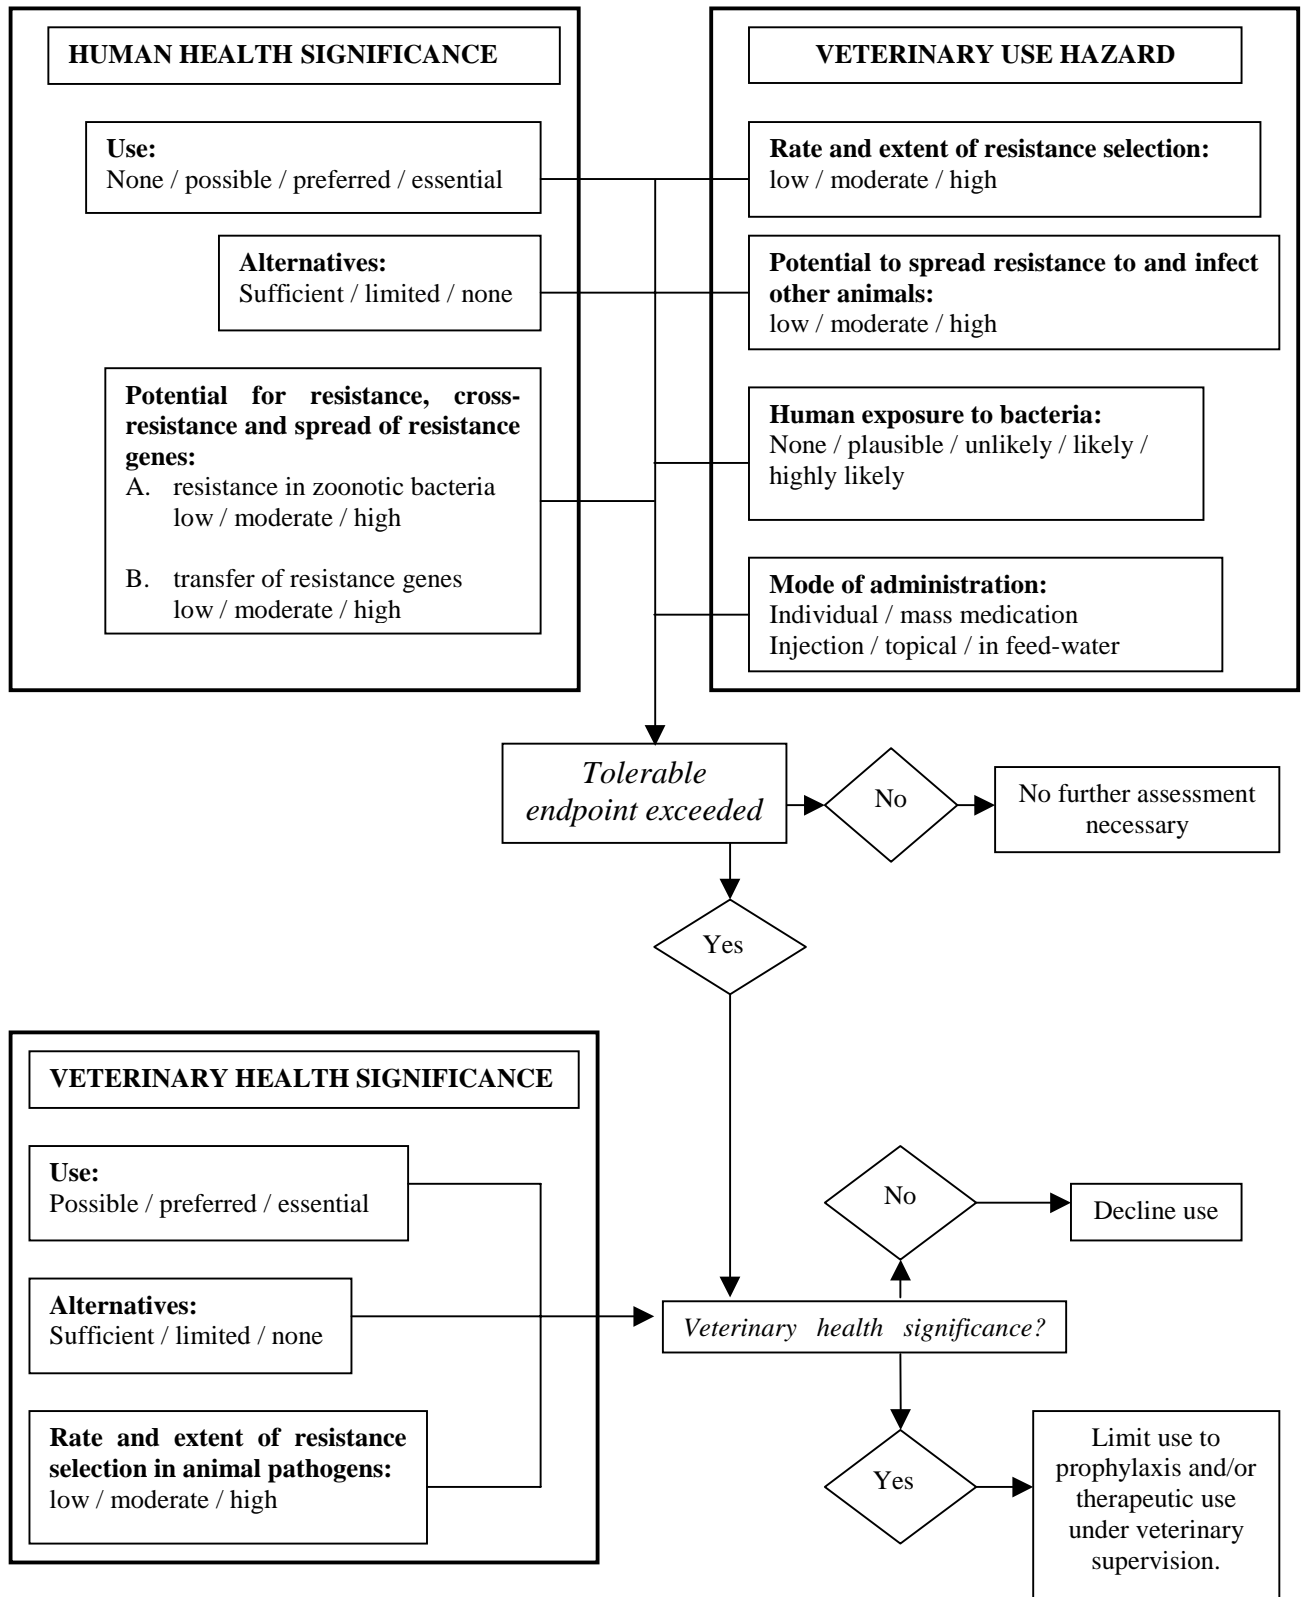 HUMAN HEALTH SIGNIFICANCE
Use:
None / possible / preferred / essential
Alternatives:
Sufficient / limited / none
Potential for resistance, cross-
resistance and spread of resistance
genes:
A. resistance in zoonotic bacteria
low / moderate / high
B. transfer of resistance genes
low / moderate / high
VETERINARY USE HAZARD
Rate and extent of resistance selection:
low / moderate / high
Potential to spread resistance to and infect
other animals:
low / moderate / high
Human exposure to bacteria:
None / plausible / unlikely / likely /
highly likely
Mode of administration:
Individual / mass medication
Injection / topical / in feed-water
Tolerable
endpoint exceeded
No
No further assessment
necessary
Yes
VETERINARY HEALTH SIGNIFICANCE
Use:
Possible / preferred / essential
Alternatives:
Sufficient / limited / none
Rate and extent of resistance
selection in animal pathogens:
low / moderate / high
No
Decline use
Veterinary health significance?
Yes
Limit use to
prophylaxis and/or
therapeutic use
under veterinary
supervision.